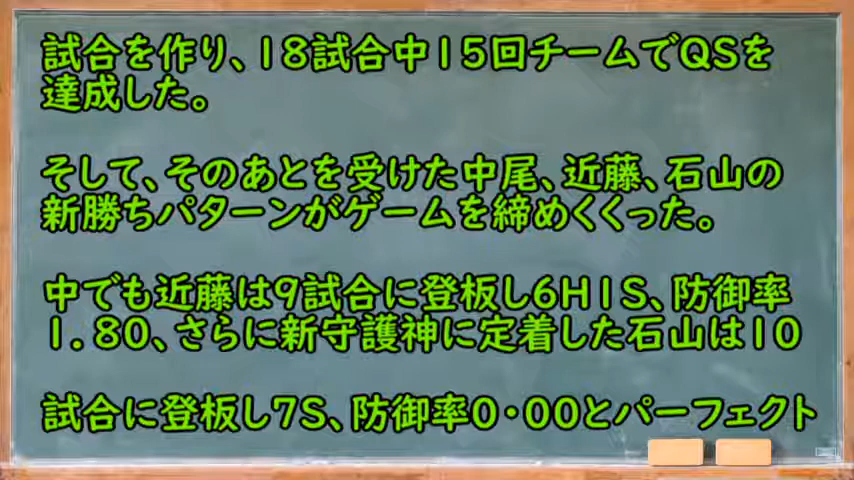 試合を作り、18試合中15回チームでQSを
達成した。
そして、そのあとを受けた中尾、近藤、石山の
新勝ちパターンがゲームを締めくくった。
中でも近藤は9試合に登板し6H1S、防御率
1.80、さらに新守護神に定着した石山は10
試合に登板し7S、防御率0・00とパーフェクト